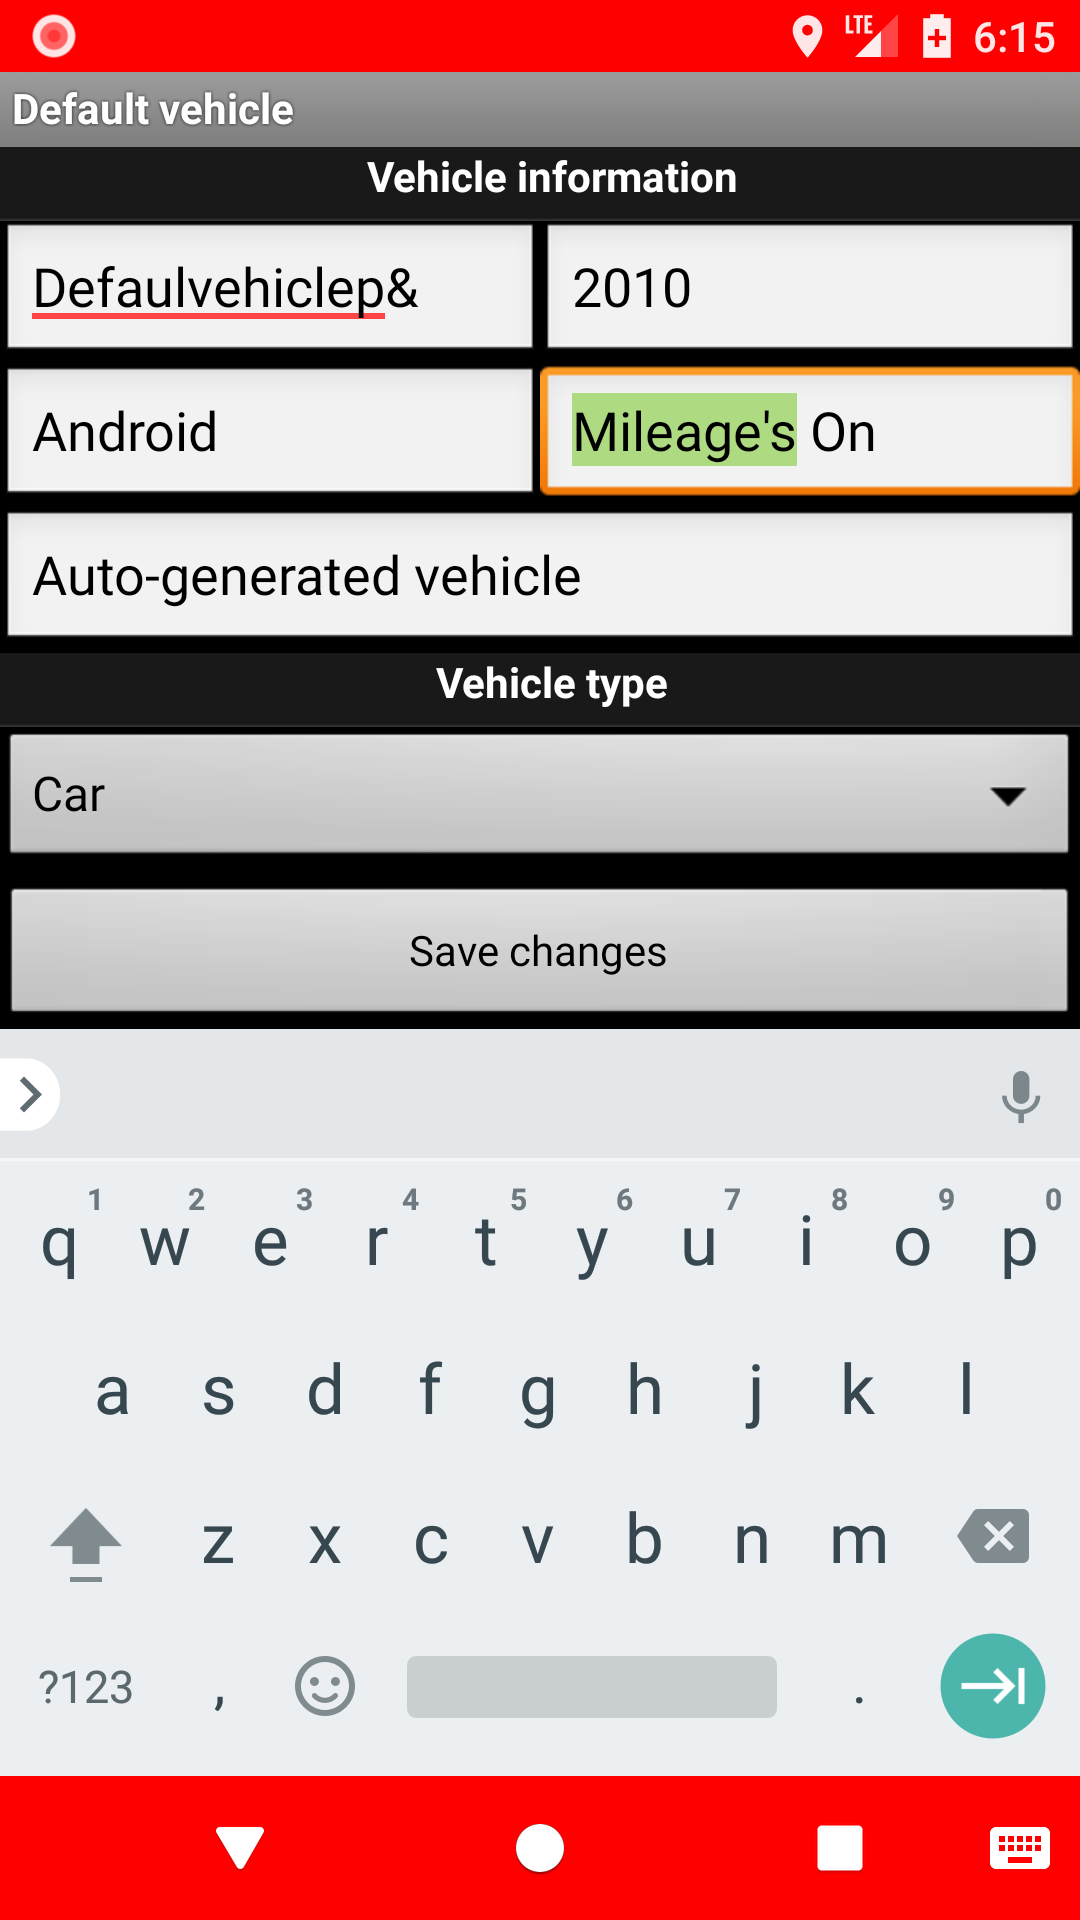 LTE 6:15
Default vehicle
Vehicle information
Defaulvehiclep& 2010
Android Mileage's On
Auto-generated vehicle
Vehicle type
Car
Save changes
1 2 3 4 5 6 7 8 9 0
q w e r t y u i o p
a s d f g h j k l
z x c v b n m
?123 , .